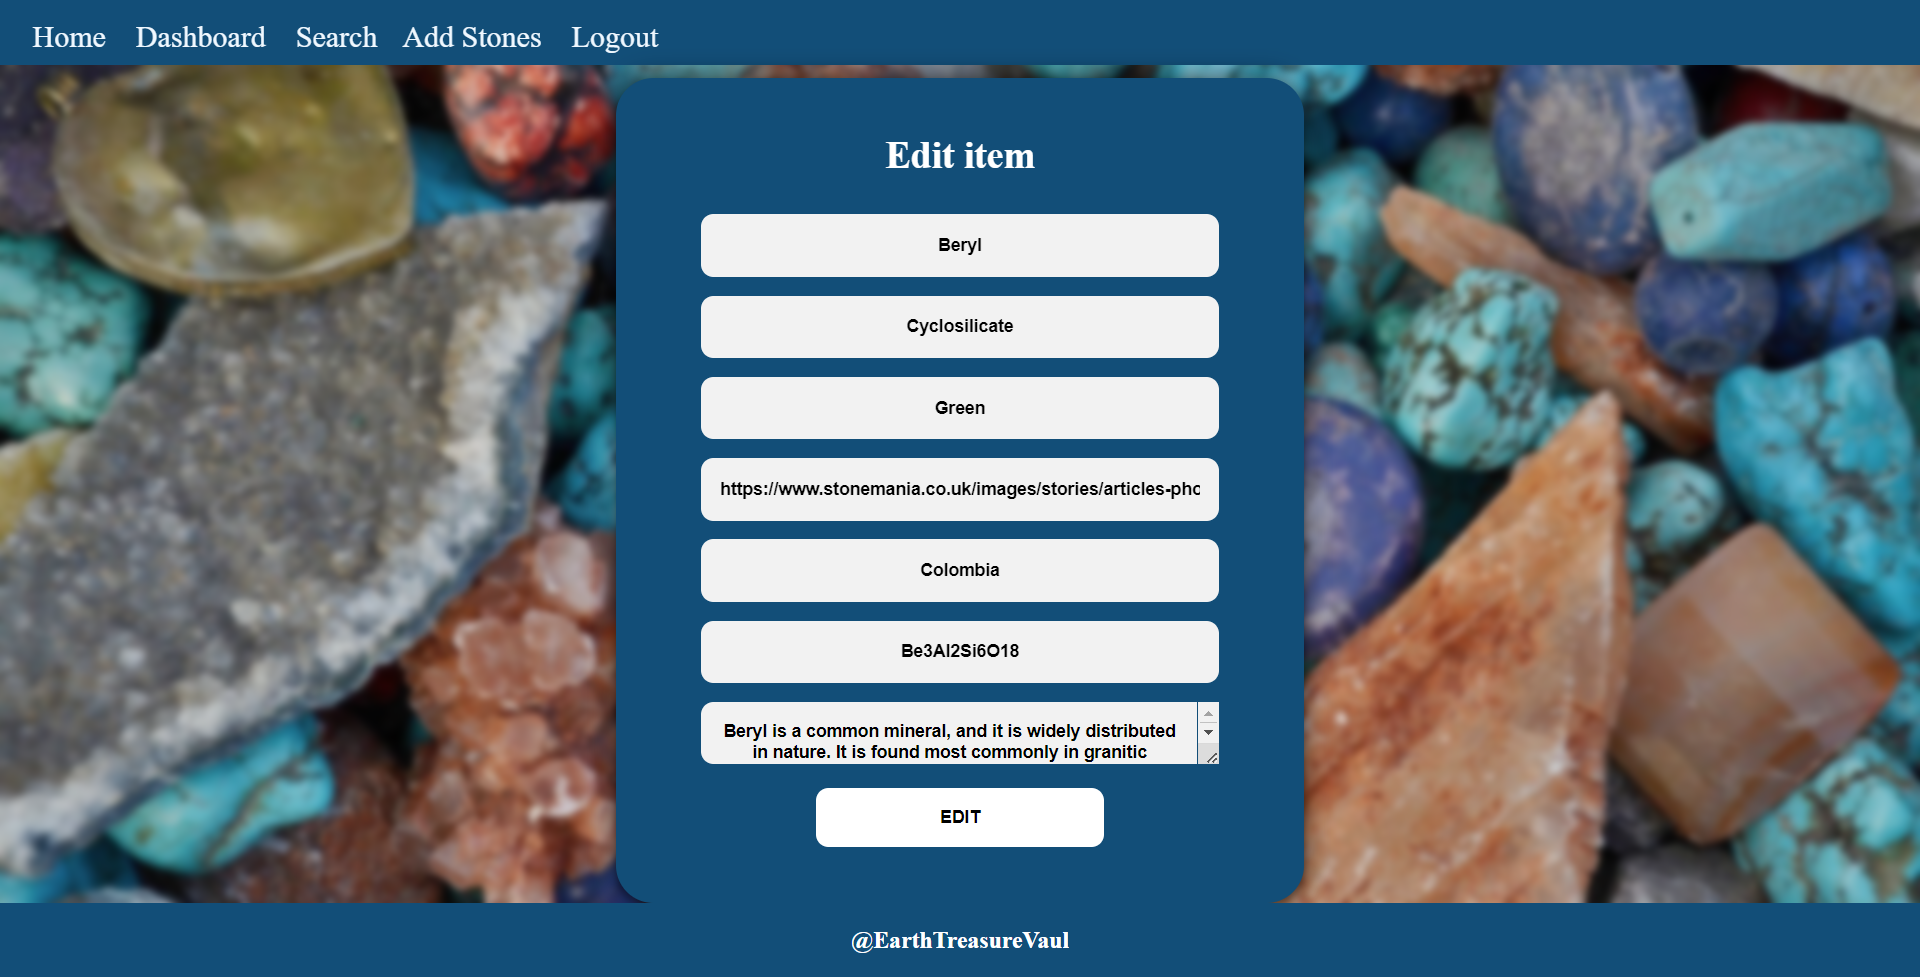 Home Dashboard Search Add Stones Logout
Edit item
Beryl
Cyclosilicate
Green
https://www.stonemania.co.uk/images/stories/articles-phc
Colombia
Be3Al2Si6O18
Beryl is a common mineral, and it is widely distributed
in nature. It is found most commonly in granitic
EDIT
@EarthTreasureVaul